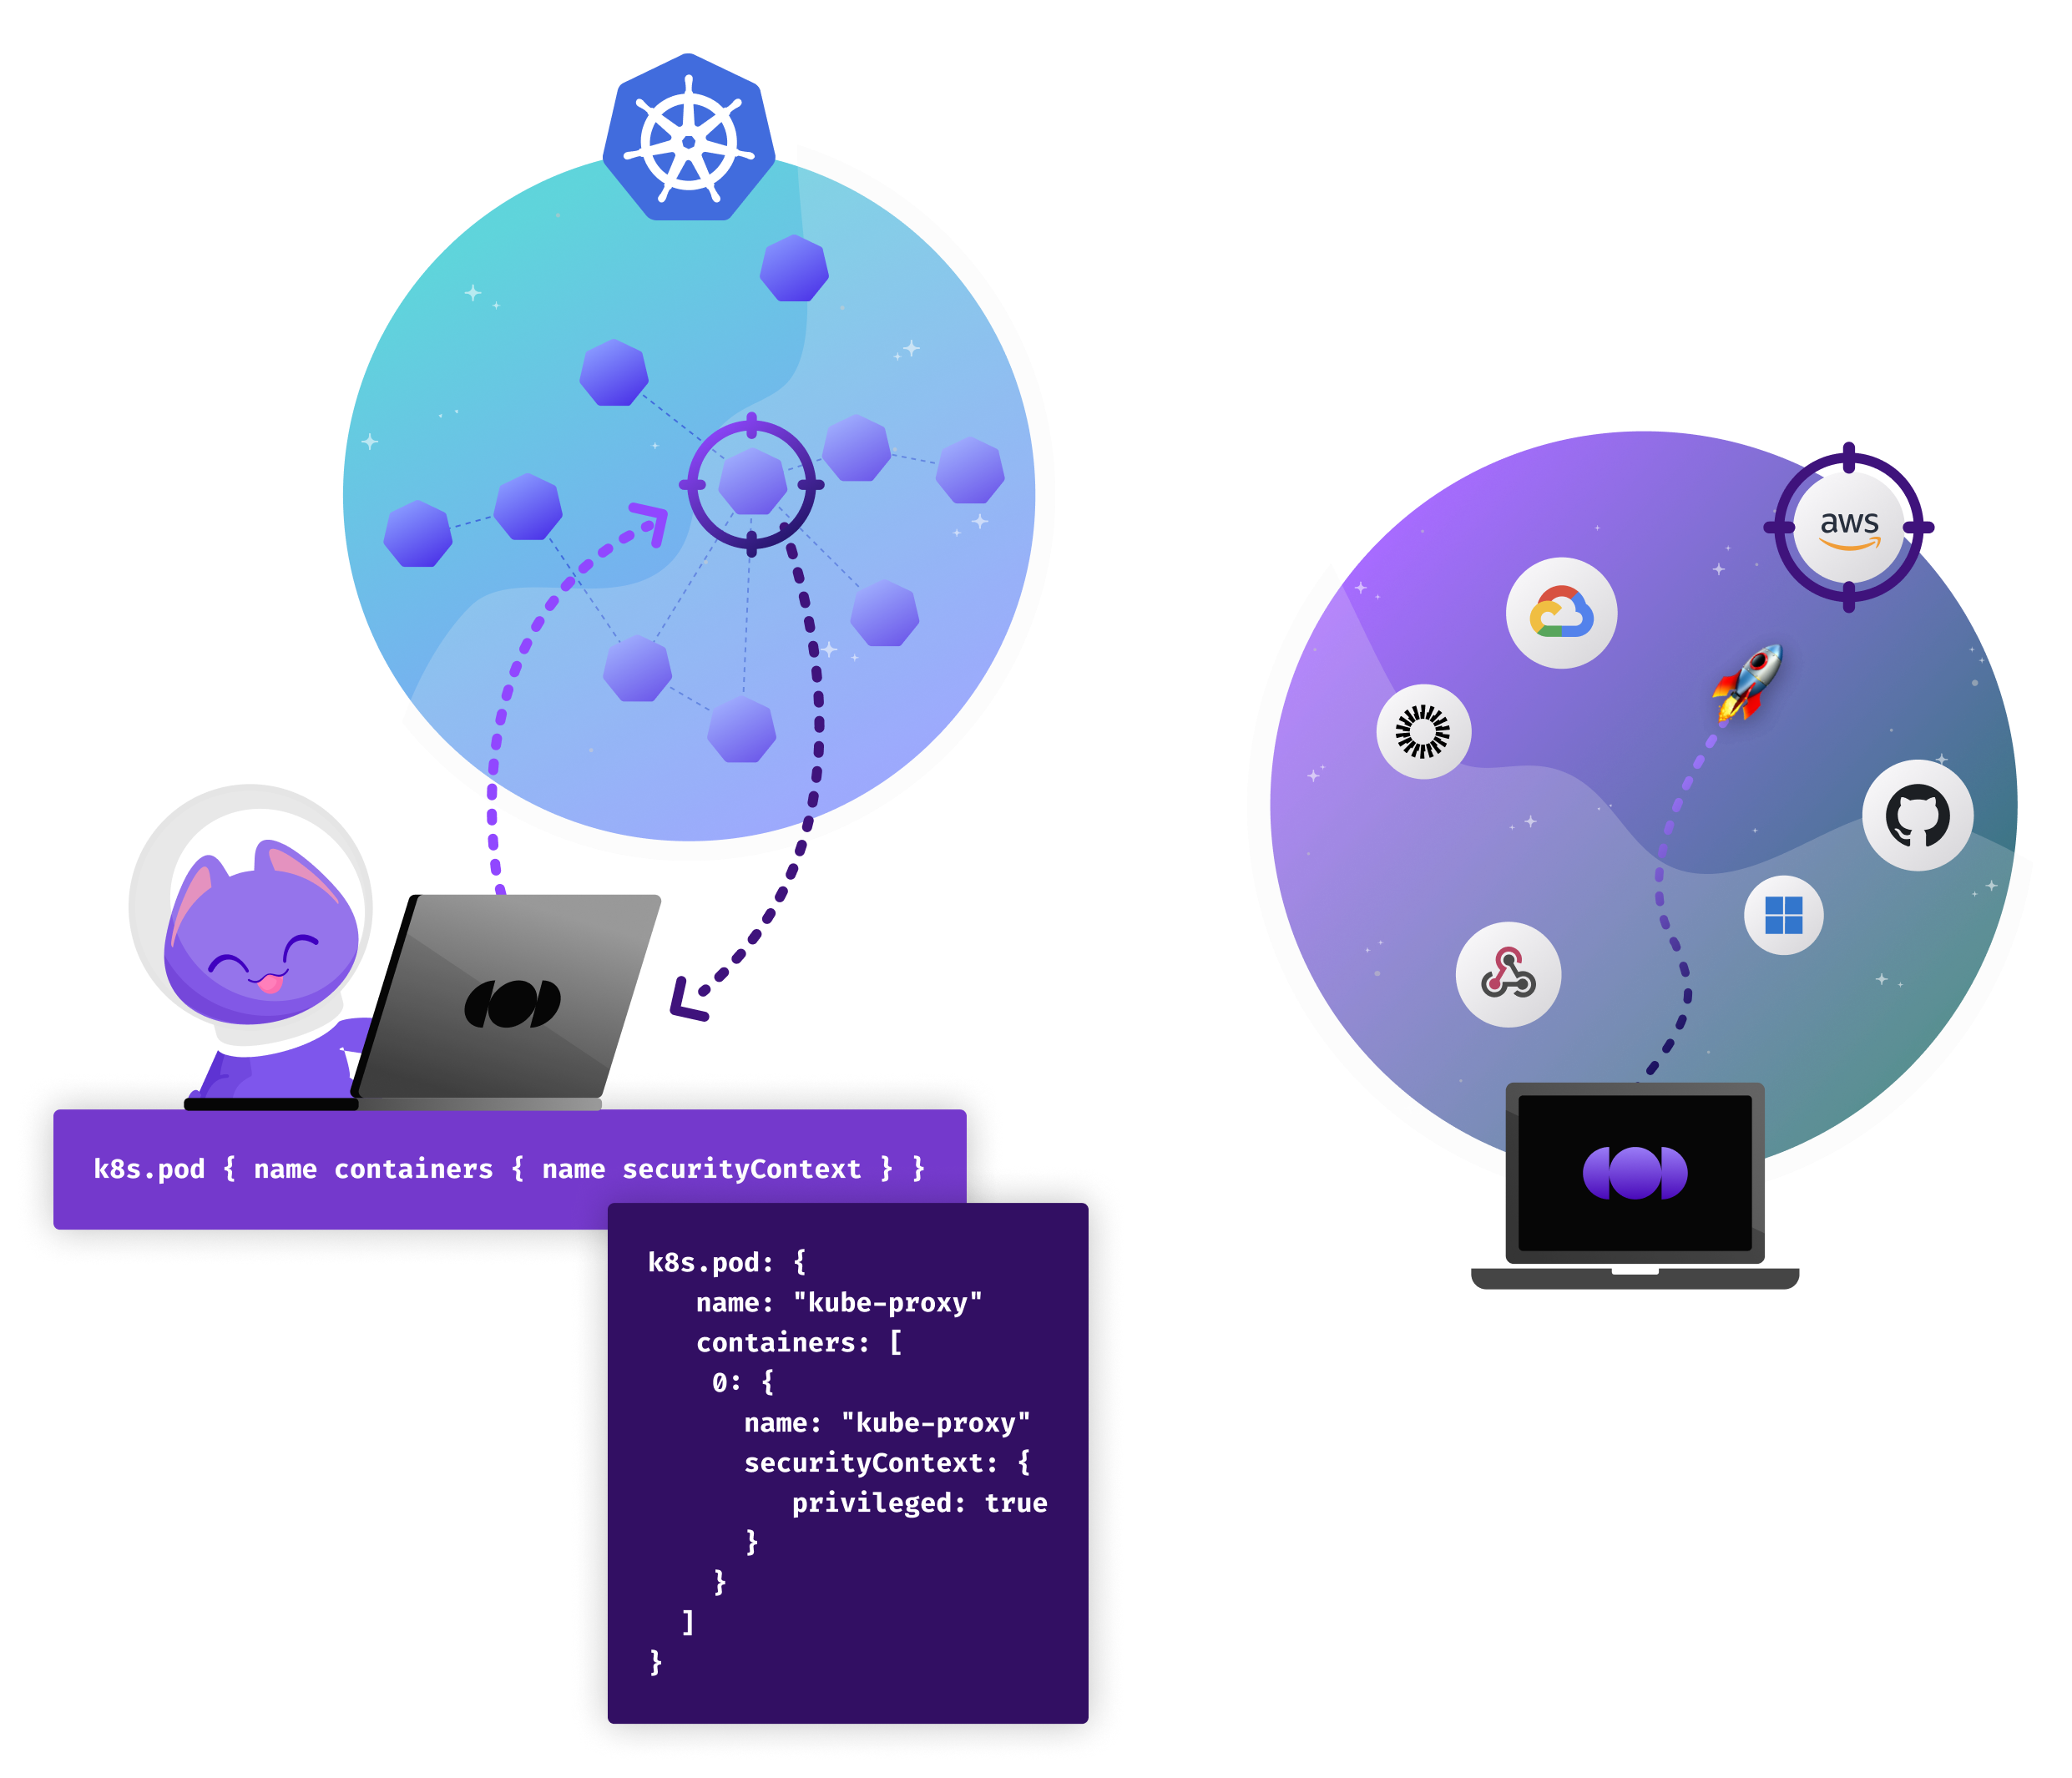 aws
k8s.pod { name containers { name securityContext } }
k8s.pod: {
name: "kube-proxy"
containers: [
0: {
name: "kube-proxy"
securityContext: {
privileged: true
}
}
]
}